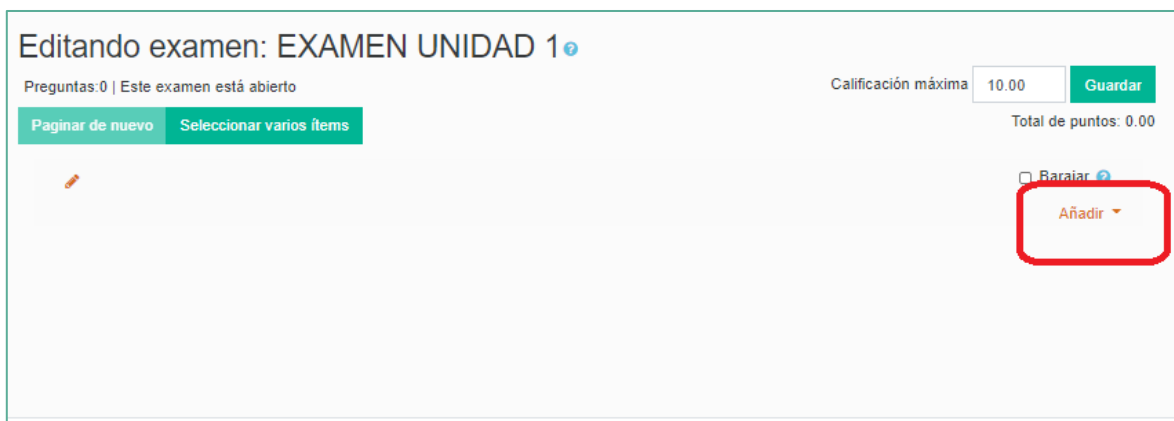 Editando examen: EXAMEN UNIDAD 1
Preguntas:0 | Este examen está abierto
Calificación máxima 10.00 Guardar
Paginar de nuevo Seleccionar varios ítems
Total de puntos: 0.00
Barajar
Añadir